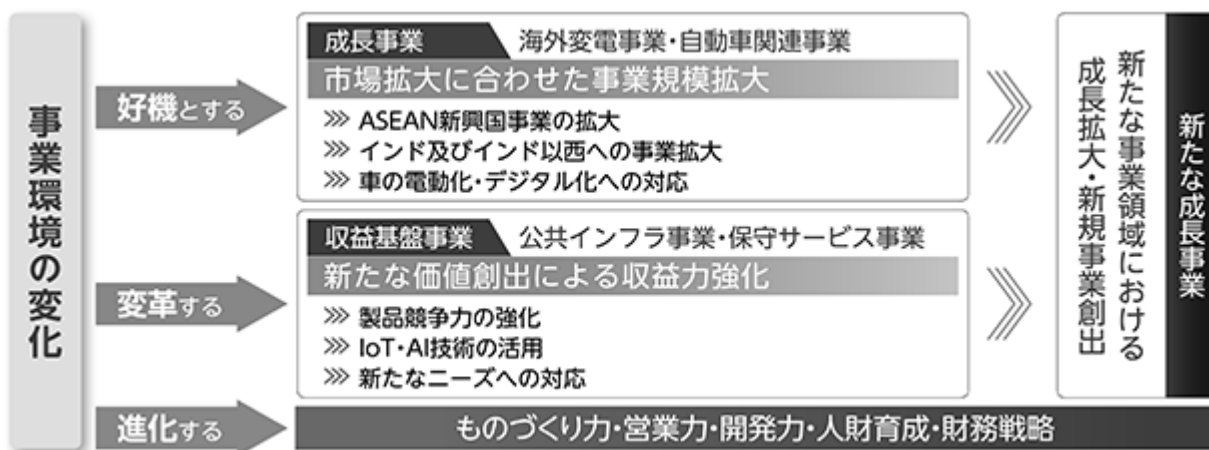 事業環境の変化
好機とする
成長事業 海外変電事業・自動車関連事業
市場拡大に合わせた事業規模拡大
>>> ASEAN新興国事業の拡大
>>> インド及びインド以西への事業拡大
>>> 車の電動化・デジタル化への対応
変革する
収益基盤事業 公共インフラ事業・保守サービス事業
新たな価値創出による収益力強化
>>> 製品競争力の強化
>>> IoT・AI技術の活用
>>> 新たなニーズへの対応
進化する
ものづくり力・営業力・開発力・人財育成・財務戦略
新たな成長事業
新たな事業領域における
成長拡大・新規事業創出